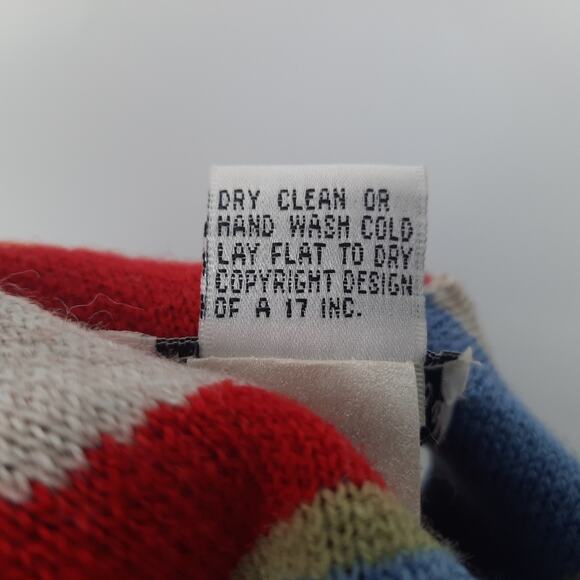 DRY CLEAN OR
HAND WASH COLD
LAY FLAT TO DRY
COPYRIGHT DESIGN
OF A 17 INC.